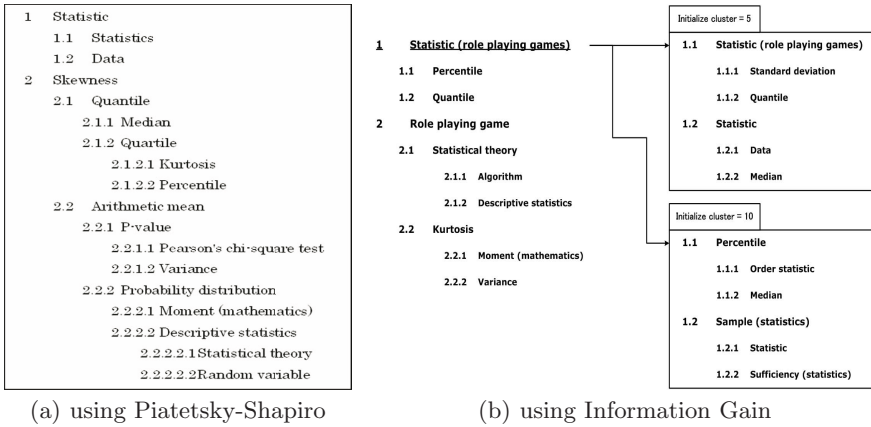 1 Statistic
1.1 Statistics
1.2 Data
2 Skewness
2.1 Quantile
2.1.1 Median
2.1.2 Quartile
2.1.2.1 Kurtosis
2.1.2.2 Percentile
2.2 Arithmetic mean
2.2.1 P-value
2.2.1.1 Pearson's chi-square test
2.2.1.2 Variance
2.2.2 Probability distribution
2.2.2.1 Moment (mathematics)
2.2.2.2 Descriptive statistics
2.2.2.2.1Statistical theory
2.2.2.2.2Random variable
(a) using Piatetsky-Shapiro
1 Statistic (role playing games)
1.1 Percentile
1.2 Quantile
2 Role playing game
2.1 Statistical theory
2.1.1 Algorithm
2.1.2 Descriptive statistics
2.2 Kurtosis
2.2.1 Moment (mathematics)
2.2.2 Variance
Initialize cluster = 5
1.1 Statistic (role playing games)
1.1.1 Standard deviation
1.1.2 Quantile
1.2 Statistic
1.2.1 Data
1.2.2 Median
Initialize cluster = 10
1.1 Percentile
1.1.1 Order statistic
1.1.2 Median
1.2 Sample (statistics)
1.2.1 Statistic
1.2.2 Sufficiency (statistics)
(b) using Information Gain